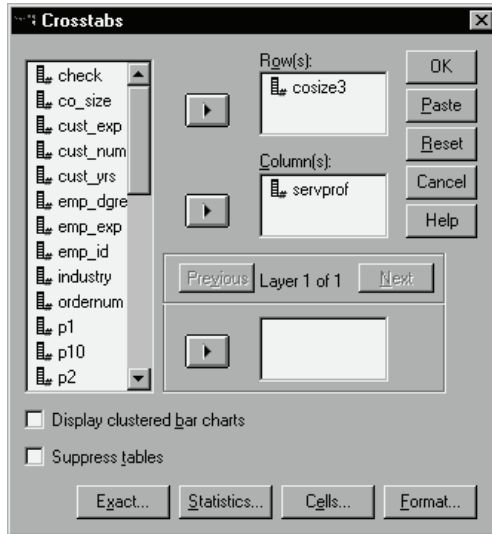 Crosstabs
check
co_size
cust_exp
cust_num
cust_yrs
emp_dgre
emp_exp
emp_id
industry
ordernum
p1
p10
p2
Row(s):
cosize3
Column(s):
servprof
Previous Layer 1 of 1 Next
OK
Paste
Reset
Cancel
Help
Display clustered bar charts
Suppress tables
Exact... Statistics... Cells... Format...